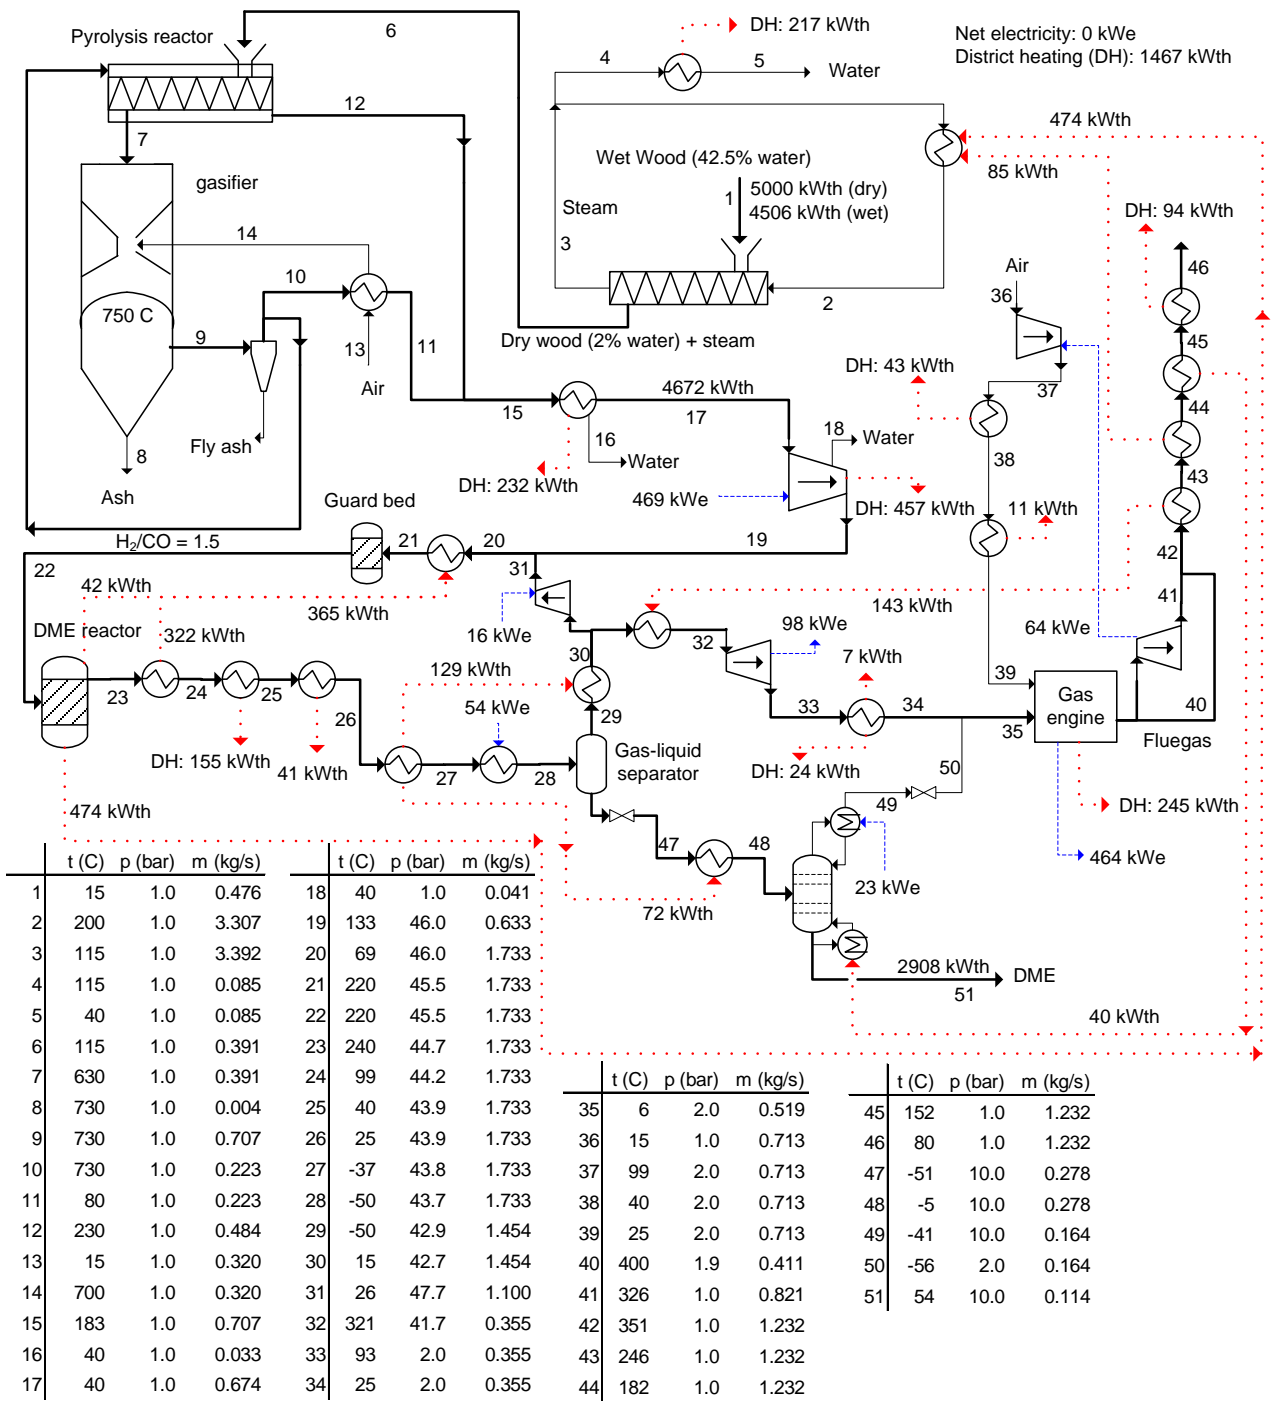 6
DH: 217 kWth
Net electricity: 0 kWe
District heating (DH): 1467 kWth
Pyrolysis reactor
4
5
Water
12
474 kWth
7
Wet Wood (42.5% water)
85 kWth
gasifier
5000 kWth (dry)
4506 kWth (wet)
1
Steam
DH: 94 kWth
14
3
Air
46
10
36
2
750 C
9
Dry wood (2% water) + steam
13
11
45
DH: 43 kWth
37
Air
4672 kWth
15
17
44
16
18
Water
Fly ash
8
Water
38
43
DH: 232 kWth
Ash
469 kWe
Guard bed
DH: 457 kWth
11 kWth
H2/CO = 1.5
21
20
19
42
22
31
42 kWth
365 kWth
143 kWth
41
DME reactor
322 kWth
16 kWe
98 kWe
64 kWe
30
32
129 kWth
7 kWth
39
23
24
25
26
29
Gas
engine
54 kWe
33
34
35
40
Fluegas
DH: 155 kWth
41 kWth
27
28
Gas-liquid
separator
DH: 24 kWth
50
474 kWth
49
DH: 245 kWth
47
48
464 kWe
23 kWe
72 kWth
2908 kWth
DME
51
40 kWth
t (C) p (bar) m (kg/s)
1 15 1.0 0.476
2 200 1.0 3.307
3 115 1.0 3.392
4 115 1.0 0.085
5 40 1.0 0.085
6 115 1.0 0.391
7 630 1.0 0.391
8 730 1.0 0.004
9 730 1.0 0.707
10 730 1.0 0.223
11 80 1.0 0.223
12 230 1.0 0.484
13 15 1.0 0.320
14 700 1.0 0.320
15 183 1.0 0.707
16 40 1.0 0.033
17 40 1.0 0.674
t (C) p (bar) m (kg/s)
18 40 1.0 0.041
19 133 46.0 0.633
20 69 46.0 1.733
21 220 45.5 1.733
22 220 45.5 1.733
23 240 44.7 1.733
24 99 44.2 1.733
25 40 43.9 1.733
26 25 43.9 1.733
27 -37 43.8 1.733
28 -50 43.7 1.733
29 -50 42.9 1.454
30 15 42.7 1.454
31 26 47.7 1.100
32 321 41.7 0.355
33 93 2.0 0.355
34 25 2.0 0.355
t (C) p (bar) m (kg/s)
35 6 2.0 0.519
36 15 1.0 0.713
37 99 2.0 0.713
38 40 2.0 0.713
39 25 2.0 0.713
40 400 1.9 0.411
41 326 1.0 0.821
42 351 1.0 1.232
43 246 1.0 1.232
44 182 1.0 1.232
t (C) p (bar) m (kg/s)
45 152 1.0 1.232
46 80 1.0 1.232
47 -51 10.0 0.278
48 -5 10.0 0.278
49 -41 10.0 0.164
50 -56 2.0 0.164
51 54 10.0 0.114